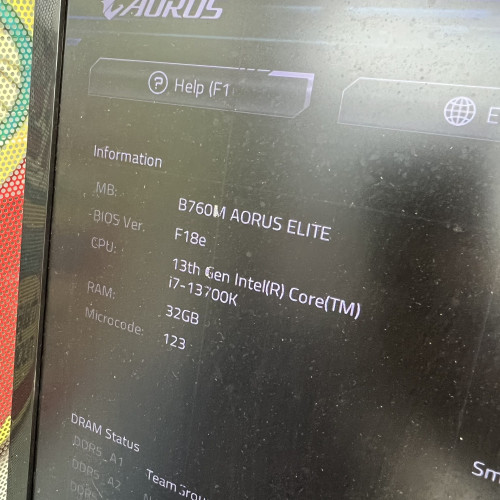 AORUS
Help (F1
Information
MB: B760M AORUS ELITE
BIOS Ver. F18e
CPU: 13th Gen Intel(R) Core(TM)
i7-13700K
RAM: 32GB
Microcode: 123
DRAM Status
DDR5_A1 Team Grou
DDR5_A2 N
DDR
Sm
E